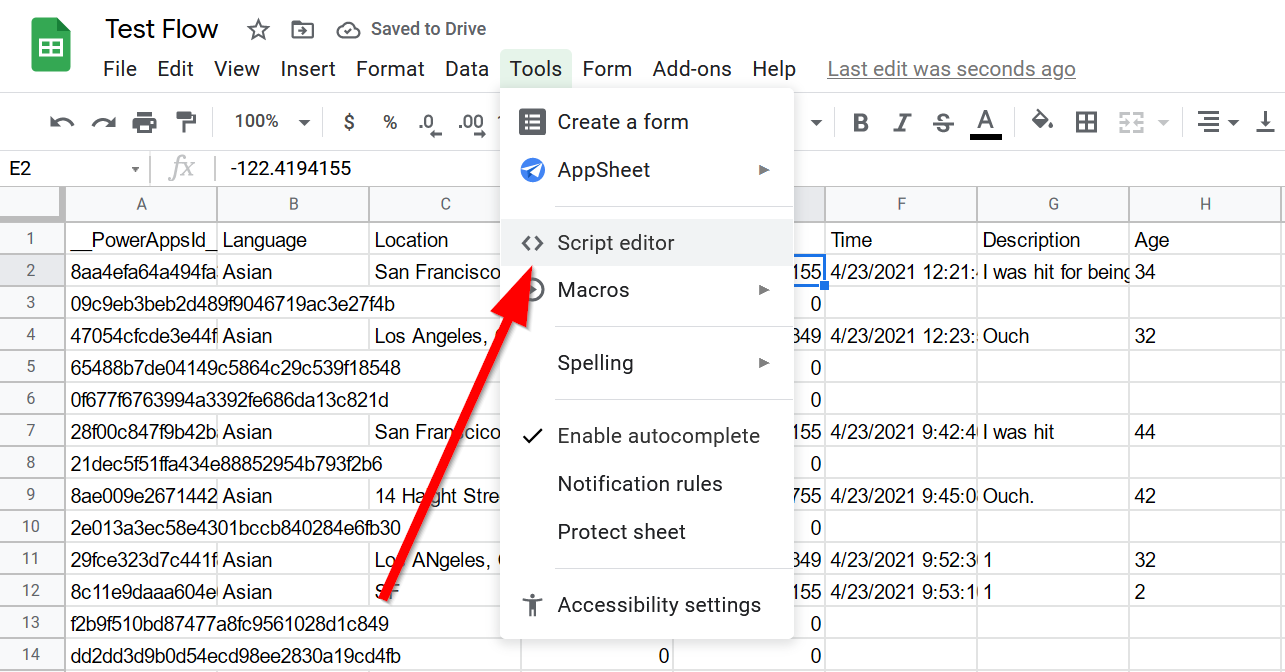 Test Flow Saved to Drive
File Edit View Insert Format Data Tools Form Add-ons Help Last edit was seconds ago
100% $ % .0 .00 B I S A
E2 fx -122.4194155
A B C F G H
1 __PowerAppsId_ Language Location Time Description Age
2 8aa4efa64a494fa Asian San Francisco 155 4/23/2021 12:21: I was hit for being 34
3 09c9eb3beb2d489f9046719ac3e27f4b 0
4 47054cfcde3e44f Asian Los Angeles, 349 4/23/2021 12:23: Ouch 32
5 65488b7de04149c5864c29c539f18548 0
6 0f677f6763994a3392fe686da13c821d 0
7 28f00c847f9b42b Asian San Francisco 155 4/23/2021 9:42:4 I was hit 44
8 21dec5f51ffa434e88852954b793f2b6 0
9 8ae009e2671442 Asian 14 Haight Stre 755 4/23/2021 9:45:0 Ouch. 42
10 2e013a3ec58e4301bccb840284e6fb30 0
11 29fce323d7c441f Asian Los ANgeles, 349 4/23/2021 9:52:3 1 32
12 8c11e9daaa604e Asian SF 155 4/23/2021 9:53:1 1 2
13 f2b9f510bd87477a8fc9561028d1c849 0
14 dd2dd3d9b0d54ecd98ee2830a19cd4fb 0 0
Create a form
AppSheet
Script editor
Macros
Spelling
Enable autocomplete
Notification rules
Protect sheet
Accessibility settings